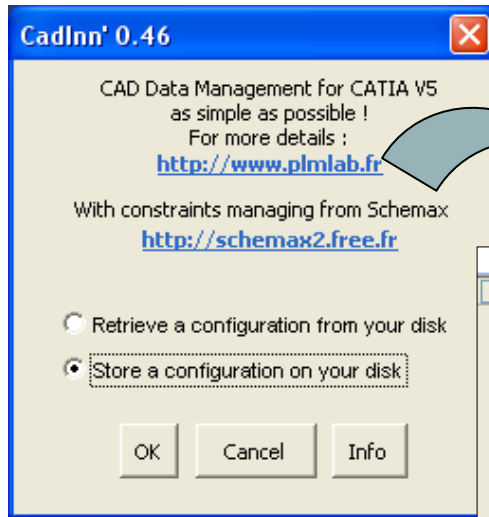 CadInn' 0.46
CAD Data Management for CATIA V5
as simple as possible !
For more details :
http://www.plmlab.fr
With constraints managing from Schemax
http://schemax2.free.fr
Retrieve a configuration from your disk
Store a configuration on your disk
OK Cancel Info